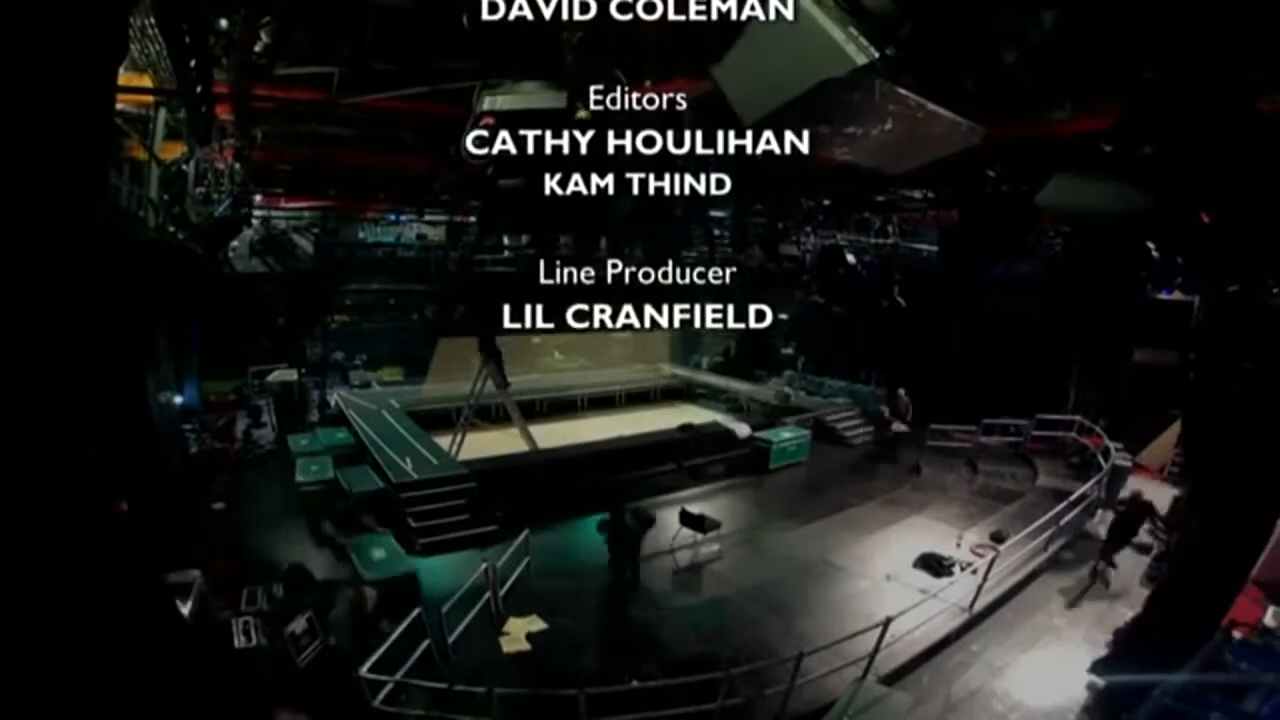 DAVID COLEMAN
Editors
CATHY HOULIHAN
KAM THIND
Line Producer
LIL CRANFIELD